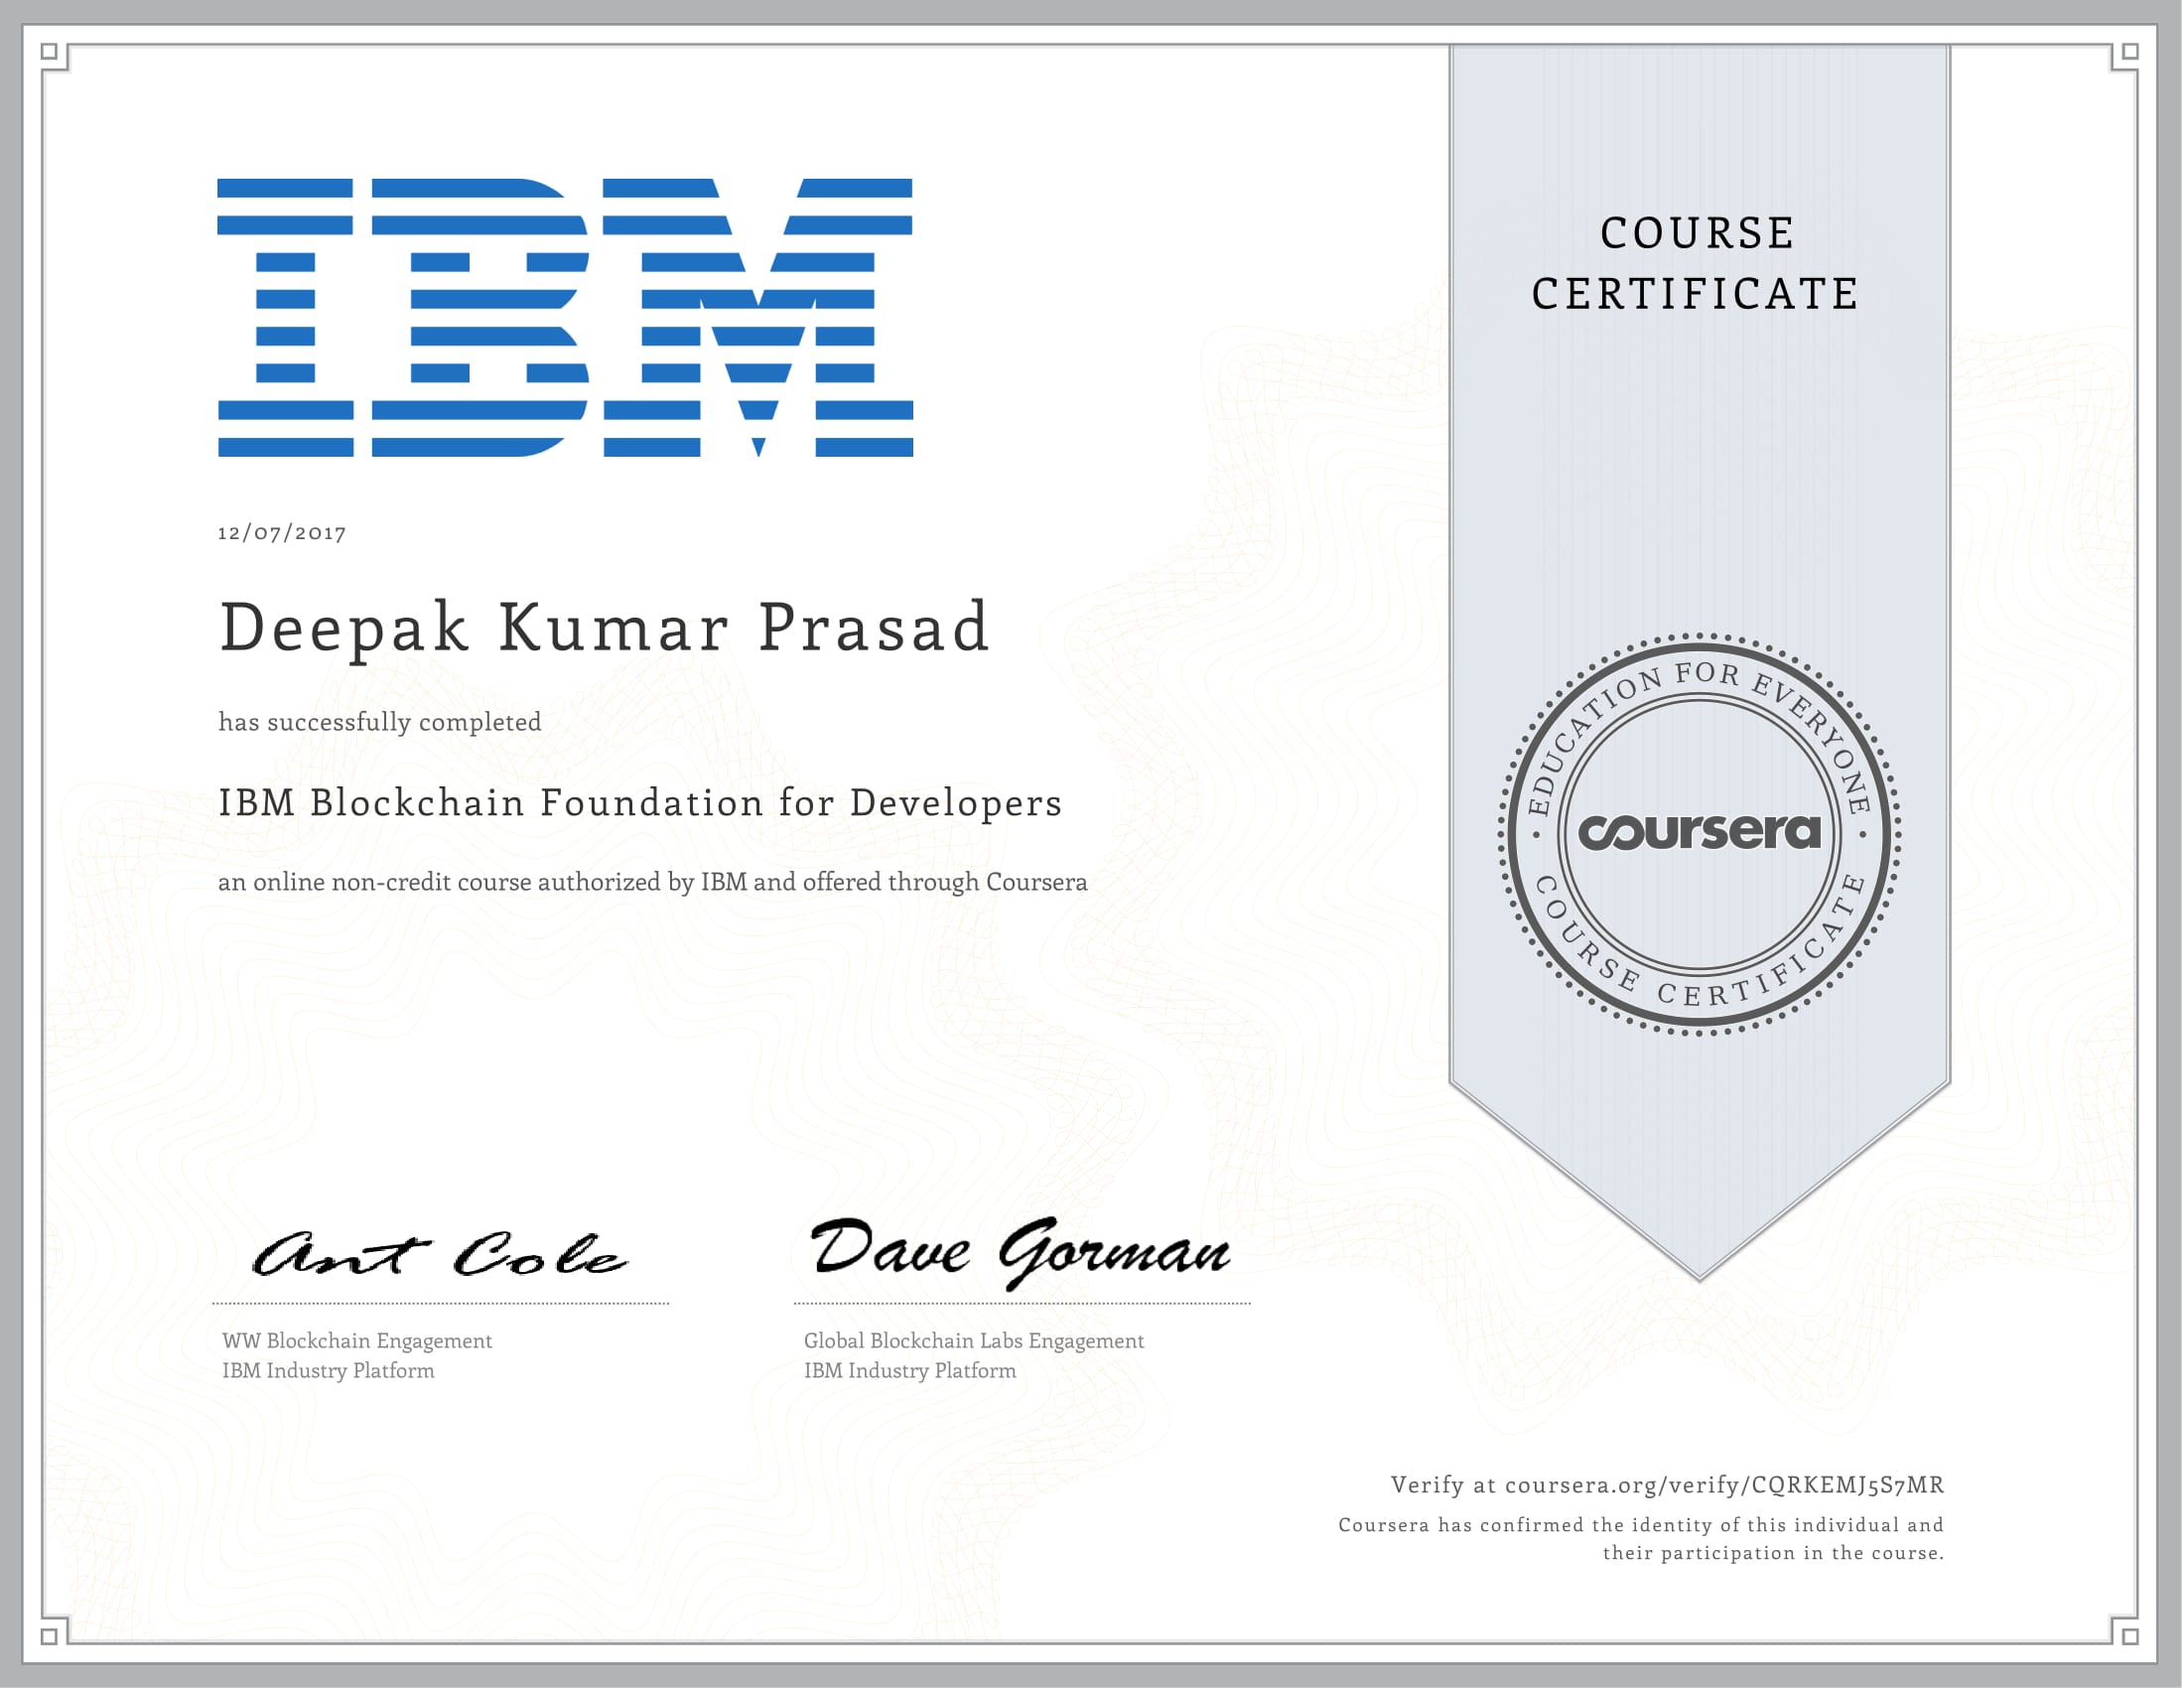 IBM
12/07/2017
Deepak Kumar Prasad
has successfully completed
IBM Blockchain Foundation for Developers
an online non-credit course authorized by IBM and offered through Coursera
COURSE
CERTIFICATE
EDUCATION FOR EVERYONE
coursera
COURSE CERTIFICATE
Ant Cole
WW Blockchain Engagement
IBM Industry Platform
Dave Gorman
Global Blockchain Labs Engagement
IBM Industry Platform
Verify at coursera.org/verify/CQRKEMJ5S7MR
Coursera has confirmed the identity of this individual and
their participation in the course.